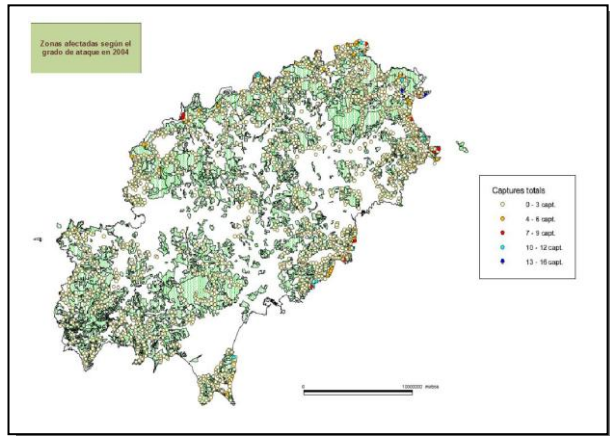 Zonas afectadas según el
grado de ataque en 2004
Captures totals
0 - 3 capt.
4 - 6 capt.
7 - 9 capt.
10 - 12 capt.
13 - 16 capt.
0